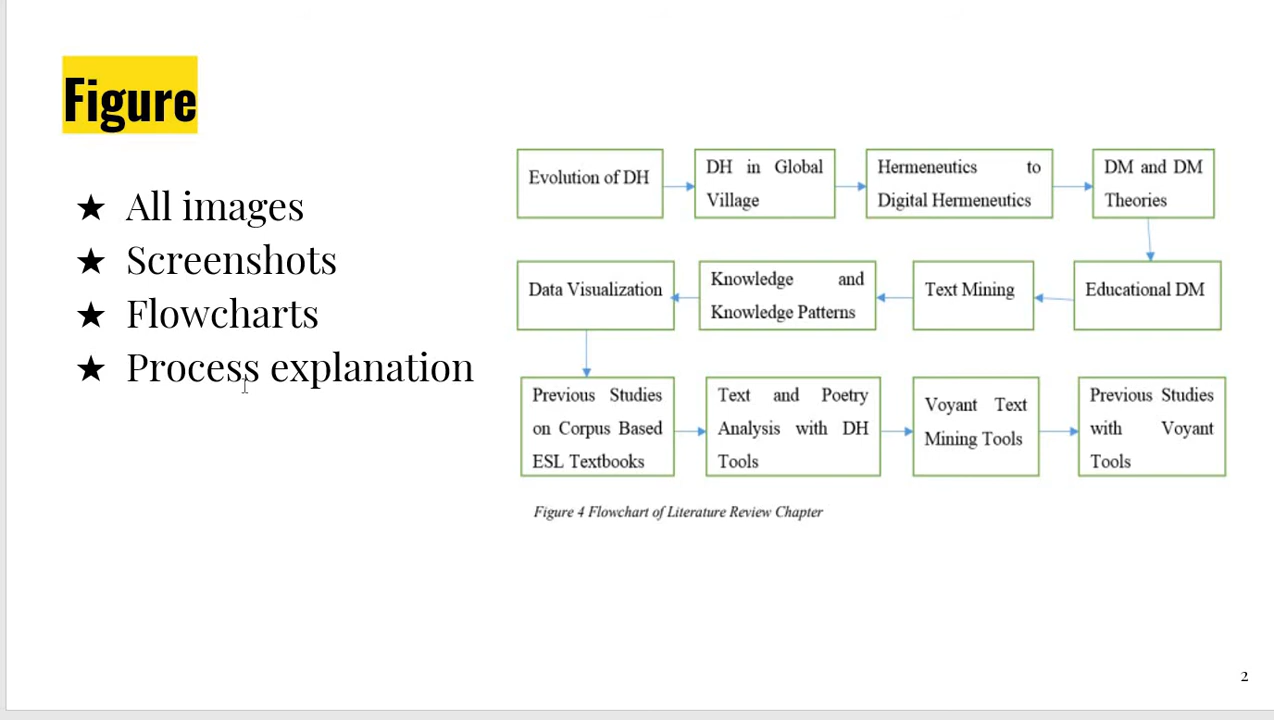 Figure
★ All images
★ Screenshots
★ Flowcharts
★ Process explanation
Evolution of DH
DH in Global
Village
Hermeneutics to
Digital Hermeneutics
DM and DM
Theories
Data Visualization
Knowledge and
Knowledge Patterns
Text Mining
Educational DM
Previous Studies
on Corpus Based
ESL Textbooks
Text and Poetry
Analysis with DH
Tools
Voyant Text
Mining Tools
Previous Studies
with Voyant
Tools
Figure 4 Flowchart of Literature Review Chapter
2